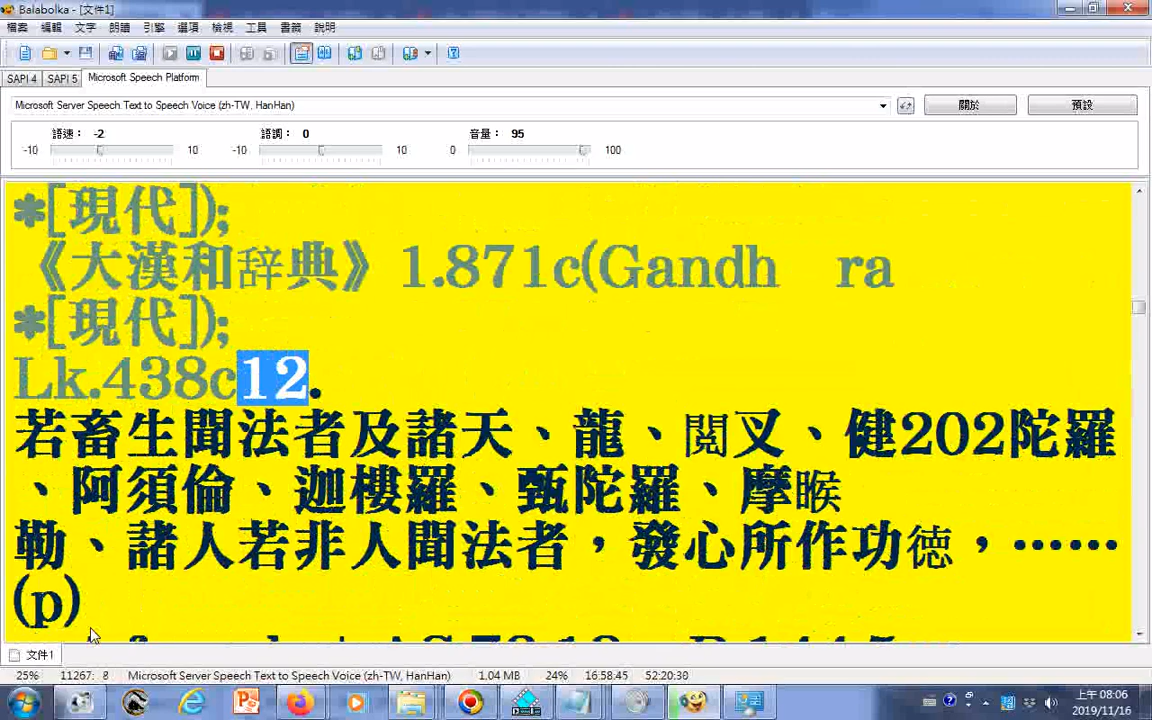 Balabolka - [文件1]
檔案 編輯 文字 朗讀 引擎 選項 檢視 工具 書籤 說明
SAPI 4 SAPI 5 Microsoft Speech Platform
Microsoft Server Speech Text to Speech Voice (zh-TW, HanHan) 關於 預設
語速： -2 語調： 0 音量： 95
-10 10 -10 10 0 100
*[現代]);
《大漢和辞典》1.871c(Gandh ra
*[現代]);
Lk.438c12.
若畜生聞法者及諸天、龍、閲叉、健202陀羅
、阿須倫、迦樓羅、甄陀羅、摩睺
勒、諸人若非人聞法者，發心所作功徳，……
(p)
文件1
25% 11267: 8 Microsoft Server Speech Text to Speech Voice (zh-TW, HanHan) 1.04 MB 24% 16:58.45 52:20:38
上午 08:06
2019/11/16